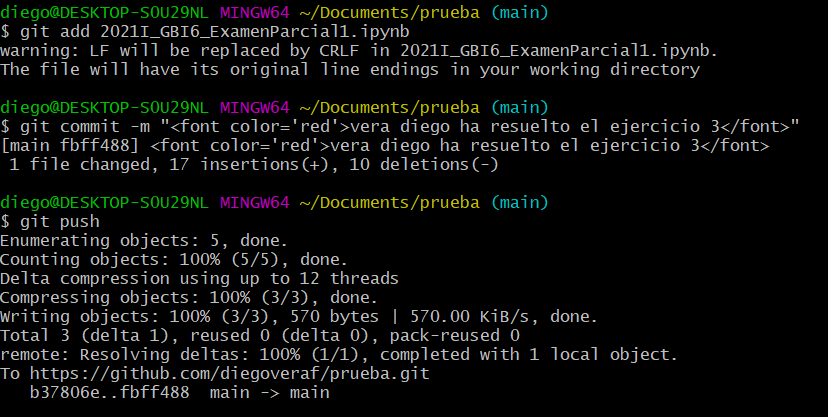 diego@DESKTOP-SOU29NL MINGW64 ~/Documents/prueba (main)
$ git add 2021I_GBI6_ExamenParcial1.ipynb
warning: LF will be replaced by CRLF in 2021I_GBI6_ExamenParcial1.ipynb.
The file will have its original line endings in your working directory
diego@DESKTOP-SOU29NL MINGW64 ~/Documents/prueba (main)
$ git commit -m "<font color='red'>vera diego ha resuelto el ejercicio 3</font>"
[main fbff488] <font color='red'>vera diego ha resuelto el ejercicio 3</font>
 1 file changed, 17 insertions(+), 10 deletions(-)
diego@DESKTOP-SOU29NL MINGW64 ~/Documents/prueba (main)
$ git push
Enumerating objects: 5, done.
Counting objects: 100% (5/5), done.
Delta compression using up to 12 threads
Compressing objects: 100% (3/3), done.
Writing objects: 100% (3/3), 570 bytes | 570.00 KiB/s, done.
Total 3 (delta 1), reused 0 (delta 0), pack-reused 0
remote: Resolving deltas: 100% (1/1), completed with 1 local object.
To https://github.com/diegoveraf/prueba.git
   b37806e..fbff488  main -> main